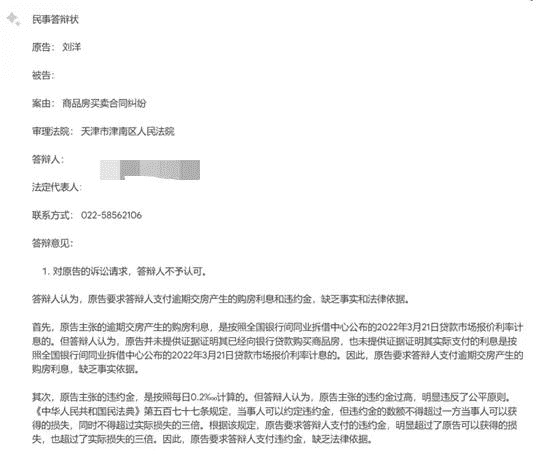 民事答辩状
原告： 刘洋
被告：
案由： 商品房买卖合同纠纷
审理法院： 天津市津南区人民法院
答辩人：
法定代表人：
联系方式： 022-58562106
答辩意见：
1. 对原告的诉讼请求，答辩人不予认可。
答辩人认为，原告要求答辩人支付逾期交房产生的购房利息和违约金，缺乏事实和法律依据。
首先，原告主张的逾期交房产生的购房利息，是按照全国银行间同业拆借中心公布的2022年3月21日贷款市场报价利率计
息的。但答辩人认为，原告并未提供证据证明其已经向银行贷款购买商品房，也未提供证据证明其实际支付的利息是按
照全国银行间同业拆借中心公布的2022年3月21日贷款市场报价利率计息的。因此，原告要求答辩人支付逾期交房产生的
购房利息，缺乏事实依据。
其次，原告主张的违约金，是按照每日0.2‱计算的。但答辩人认为，原告主张的违约金过高，明显违反了公平原则。
《中华人民共和国民法典》第五百七十七条规定，当事人可以约定违约金，但违约金的数额不得超过一方当事人可以获
得的损失，同时不得超过实际损失的三倍。根据该规定，原告要求答辩人支付的违约金，明显超过了原告可以获得的损
失，也超过了实际损失的三倍。因此，原告要求答辩人支付违约金，缺乏法律依据。